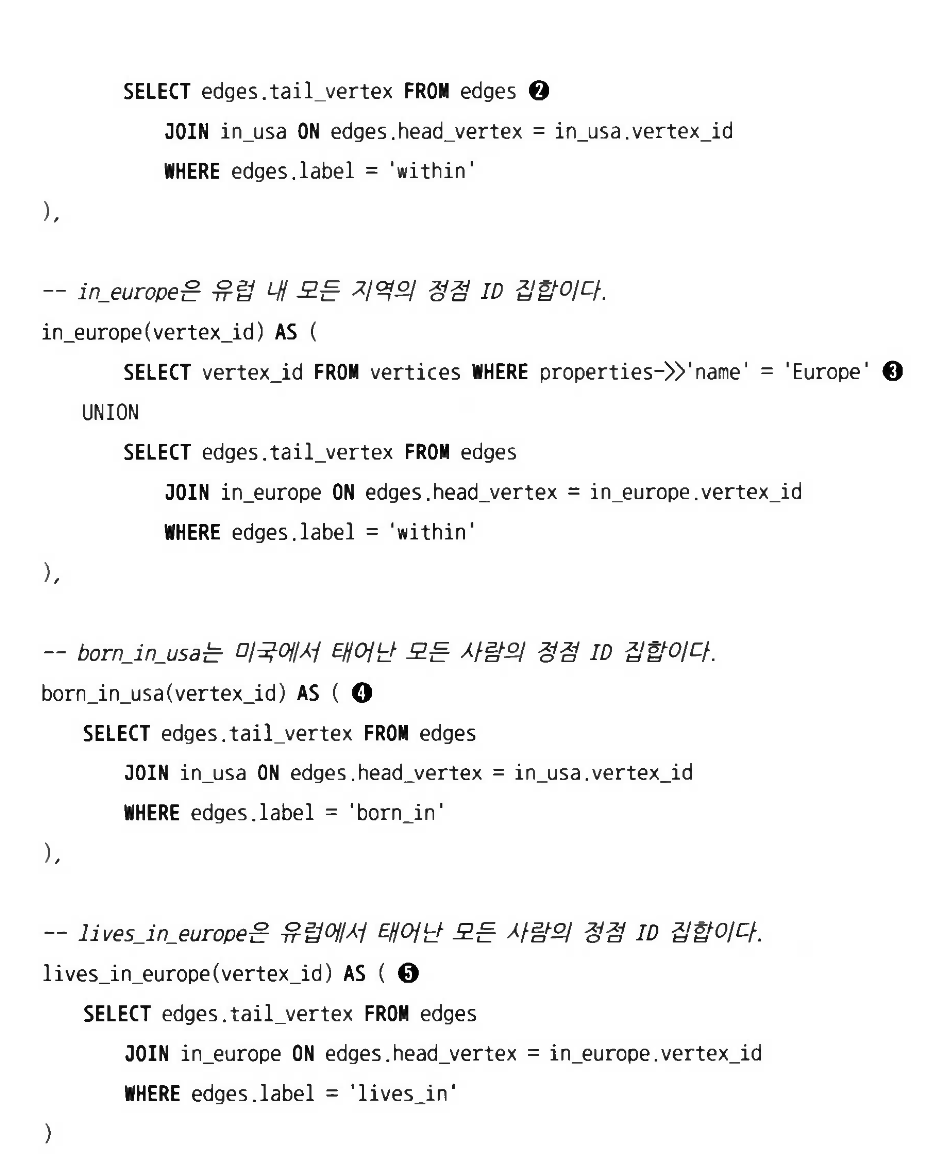 SELECT edges.tail_vertex FROM edges ❷
JOIN in_usa ON edges.head_vertex = in_usa.vertex_id
WHERE edges.label = 'within'
),
-- in_europe은 유럽 내 모든 지역의 정점 ID 집합이다.
in_europe(vertex_id) AS (
SELECT vertex_id FROM vertices WHERE properties->>'name' = 'Europe' ❸
UNION
SELECT edges.tail_vertex FROM edges
JOIN in_europe ON edges.head_vertex = in_europe.vertex_id
WHERE edges.label = 'within'
),
-- born_in_usa는 미국에서 태어난 모든 사람의 정점 ID 집합이다.
born_in_usa(vertex_id) AS ( ❹
SELECT edges.tail_vertex FROM edges
JOIN in_usa ON edges.head_vertex = in_usa.vertex_id
WHERE edges.label = 'born_in'
),
-- lives_in_europe은 유럽에서 태어난 모든 사람의 정점 ID 집합이다.
lives_in_europe(vertex_id) AS ( ❺
SELECT edges.tail_vertex FROM edges
JOIN in_europe ON edges.head_vertex = in_europe.vertex_id
WHERE edges.label = 'lives_in'
)